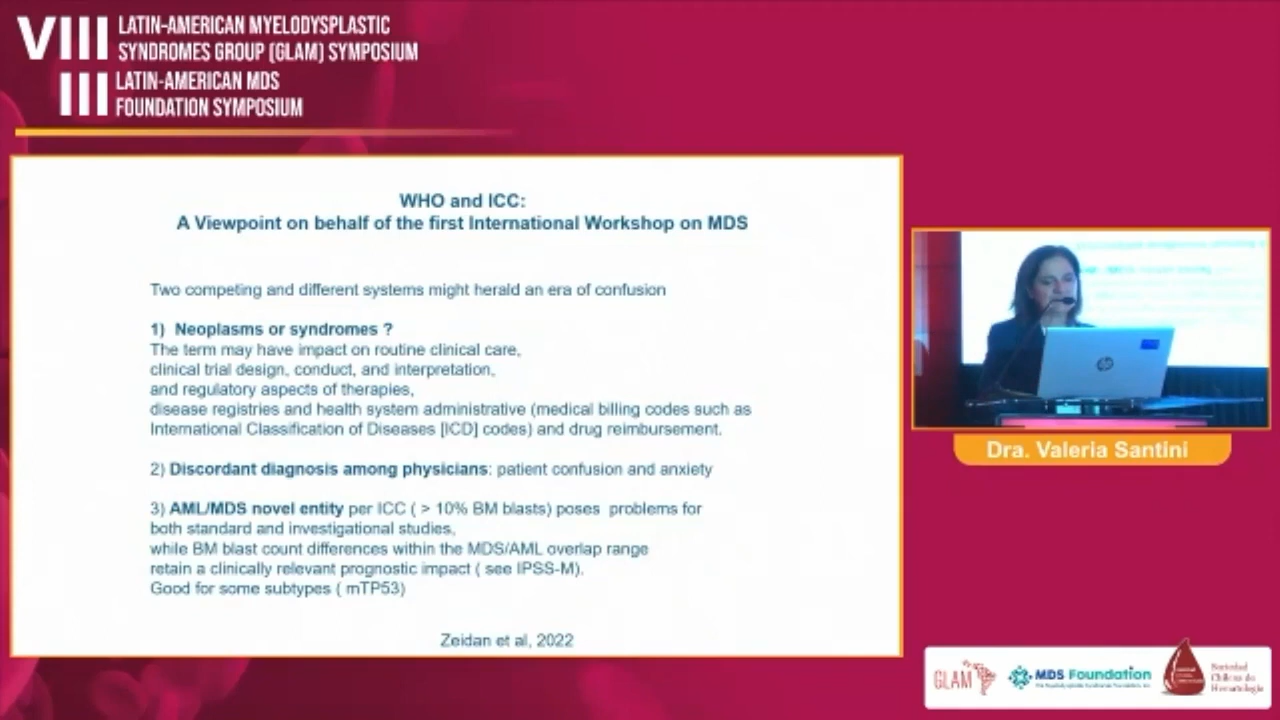 VIII LATIN-AMERICAN MYELODYSPLASTIC
SYNDROMES GROUP (GLAM) SYMPOSIUM
III LATIN-AMERICAN MDS
FOUNDATION SYMPOSIUM
WHO and ICC:
A Viewpoint on behalf of the first International Workshop on MDS
Two competing and different systems might herald an era of confusion
1) Neoplasms or syndromes ?
The term may have impact on routine clinical care,
clinical trial design, conduct, and interpretation,
and regulatory aspects of therapies,
disease registries and health system administrative (medical billing codes such as
International Classification of Diseases [ICD] codes) and drug reimbursement.
2) Discordant diagnosis among physicians: patient confusion and anxiety
3) AML/MDS novel entity per ICC ( > 10% BM blasts) poses problems for
both standard and investigational studies,
while BM blast count differences within the MDS/AML overlap range
retain a clinically relevant prognostic impact ( see IPSS-M).
Good for some subtypes ( mTP53)
Zeidan et al, 2022
hp
Dra. Valeria Santini
GLAM
MDS Foundation
Sociedad
Chilena de
Hematología